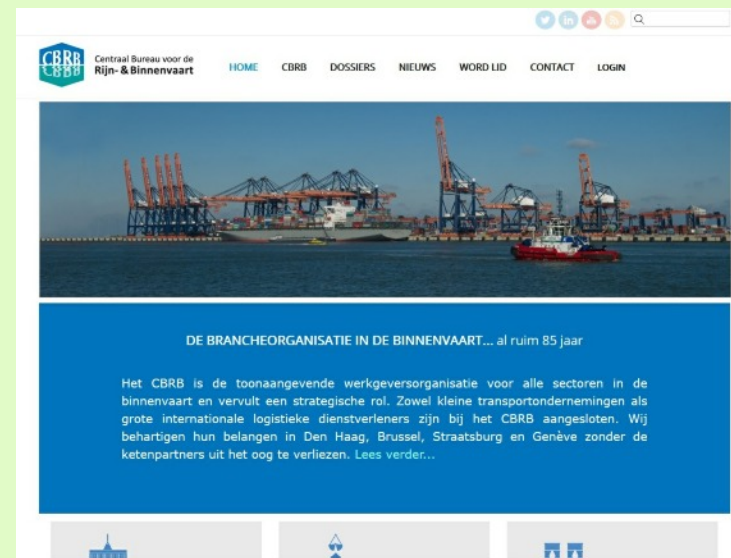 CBRB
Centraal Bureau voor de
Rijn- & Binnenvaart
HOME CBRB DOSSIERS NIEUWS WORD LID CONTACT LOGIN
DE BRANCHEORGANISATIE IN DE BINNENVAART... al ruim 85 jaar
Het CBRB is de toonaangevende werkgeversorganisatie voor alle sectoren in de
binnenvaart en vervult een strategische rol. Zowel kleine transportondernemingen als
grote internationale logistieke dienstverleners zijn bij het CBRB aangesloten. Wij
behartigen hun belangen in Den Haag, Brussel, Straatsburg en Genève zonder de
ketenpartners uit het oog te verliezen. Lees verder...